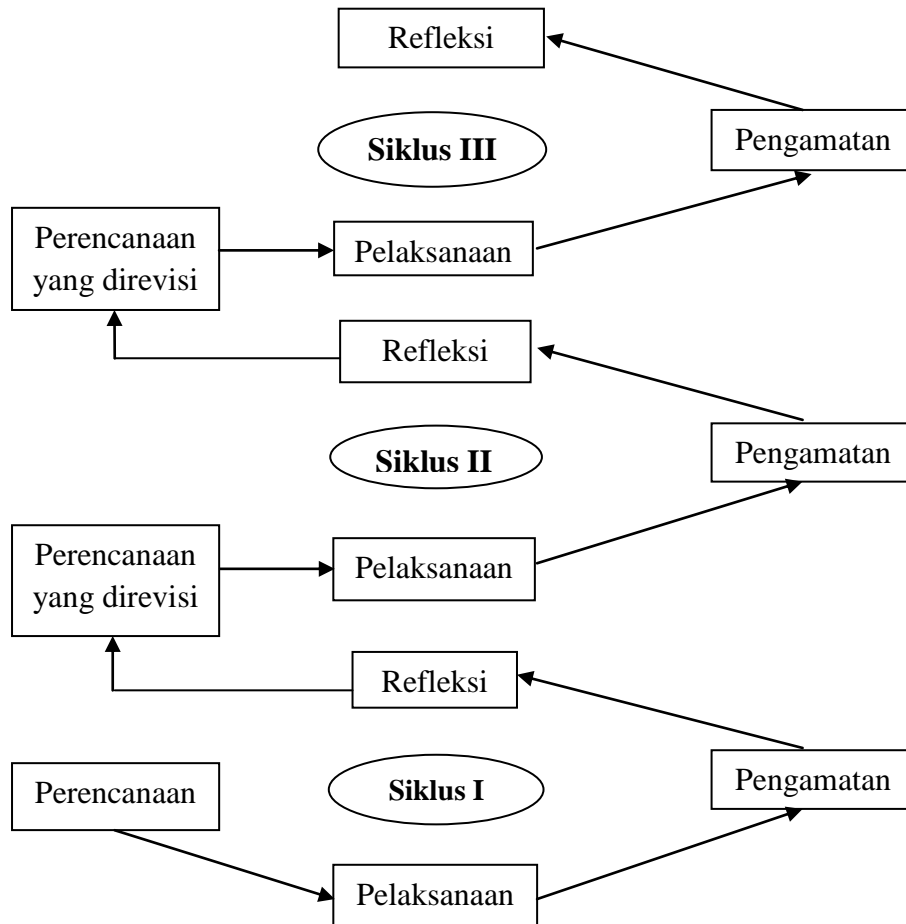 Refleksi
Siklus III
Pengamatan
Perencanaan
yang direvisi
Pelaksanaan
Refleksi
Siklus II
Pengamatan
Perencanaan
yang direvisi
Pelaksanaan
Refleksi
Siklus I
Pengamatan
Perencanaan
Pelaksanaan